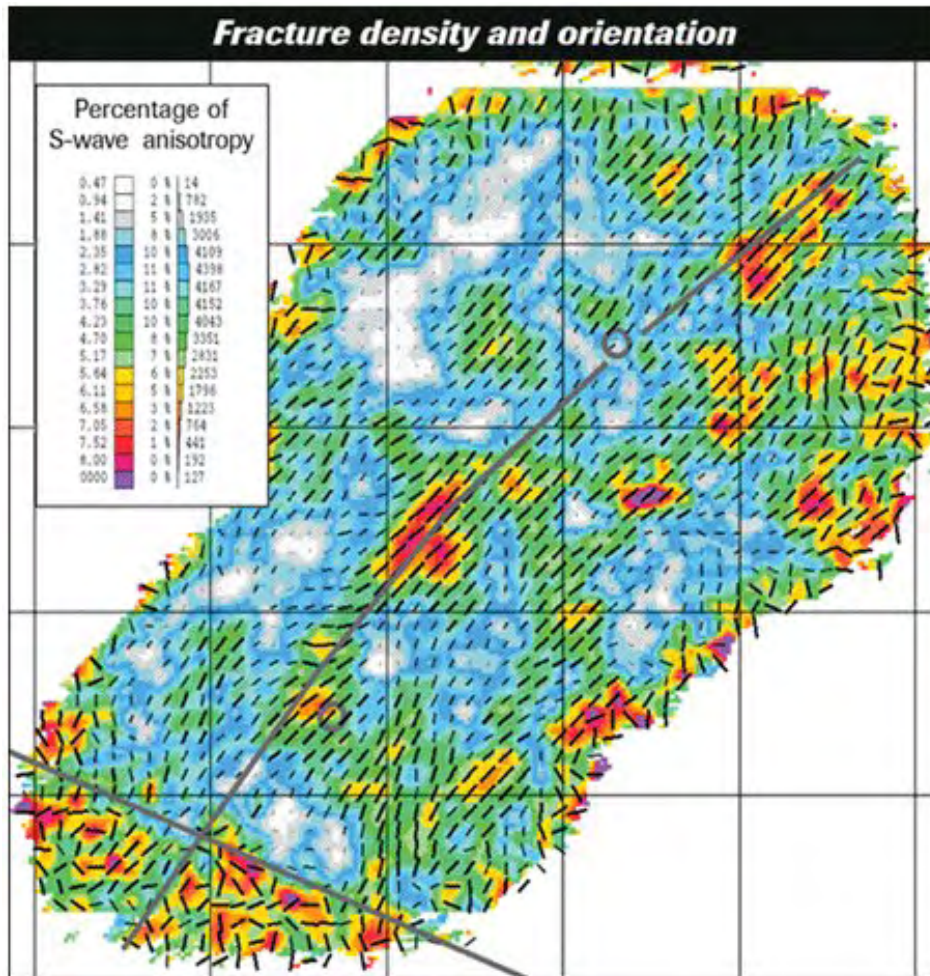 Fracture density and orientation
Percentage of
S-wave anisotropy
0.47 0 % 14
0.94 2 % 782
1.41 5 % 1935
1.88 8 % 3006
2.35 10 % 4109
2.82 11 % 4398
3.29 11 % 4167
3.76 10 % 4152
4.23 10 % 4043
4.70 8 % 3351
5.17 7 % 2831
5.64 6 % 2253
6.11 5 % 1796
6.58 3 % 1223
7.05 2 % 764
7.52 1 % 441
8.00 0 % 192
0000 0 % 127